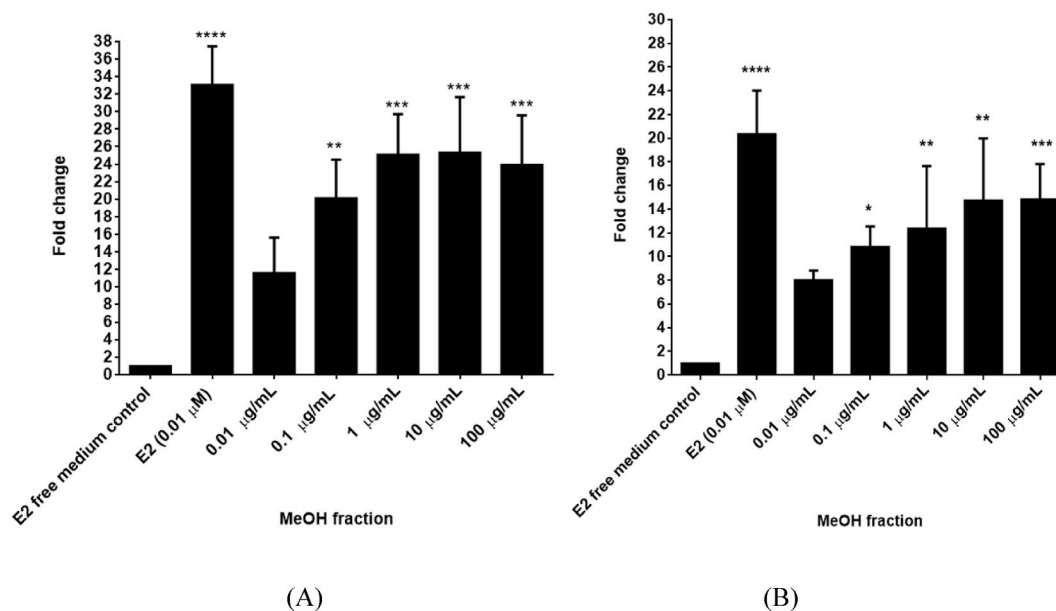 38
36
34
32
30
28
26
24
22
20
18
16
14
12
10
8
6
4
2
0
Fold change
****
**
***
***
***
E2 free medium control
E2 (0.01 μM)
0.01 μg/mL
0.1 μg/mL
1 μg/mL
10 μg/mL
100 μg/mL
MeOH fraction
(A)
30
28
26
24
22
20
18
16
14
12
10
8
6
4
2
0
Fold change
****
*
**
**
***
E2 free medium control
E2 (0.01 μM)
0.01 μg/mL
0.1 μg/mL
1 μg/mL
10 μg/mL
100 μg/mL
MeOH fraction
(B)